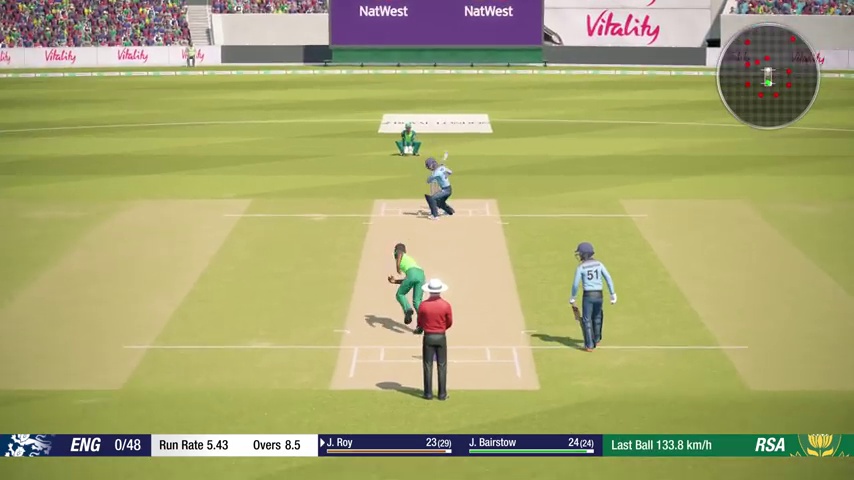 NatWest NatWest
Vitality
Vitality Vitality Vitality
51
ENG 0/48 Run Rate 5.43 Overs 8.5 J. Roy 23(29) J. Bairstow 24(24) Last Ball 133.8 km/h RSA